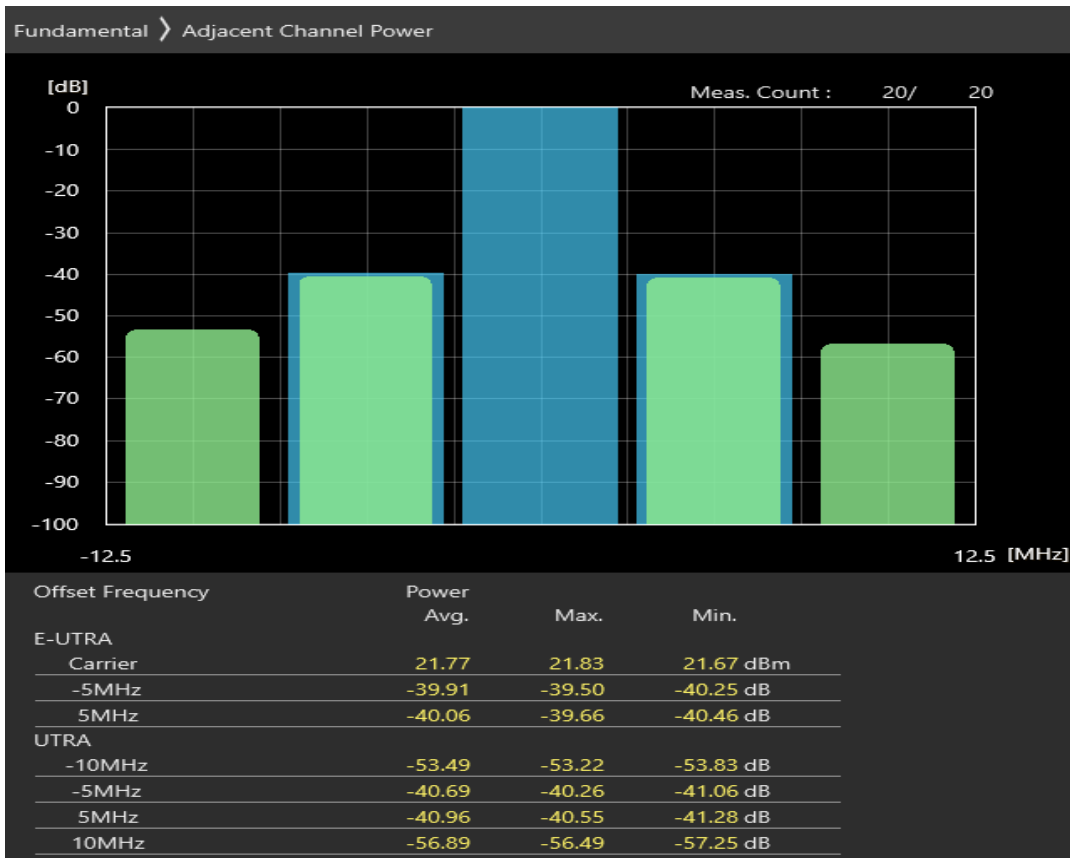 Fundamental 〉 Adjacent Channel Power
[dB]
Meas. Count : 20/ 20
0
-10
-20
-30
-40
-50
-60
-70
-80
-90
-100
-12.5 12.5 [MHz]
Offset Frequency Power
Avg. Max. Min.
E-UTRA
Carrier 21.77 21.83 21.67 dBm
-5MHz -39.91 -39.50 -40.25 dB
5MHz -40.06 -39.66 -40.46 dB
UTRA
-10MHz -53.49 -53.22 -53.83 dB
-5MHz -40.69 -40.26 -41.06 dB
5MHz -40.96 -40.55 -41.28 dB
10MHz -56.89 -56.49 -57.25 dB